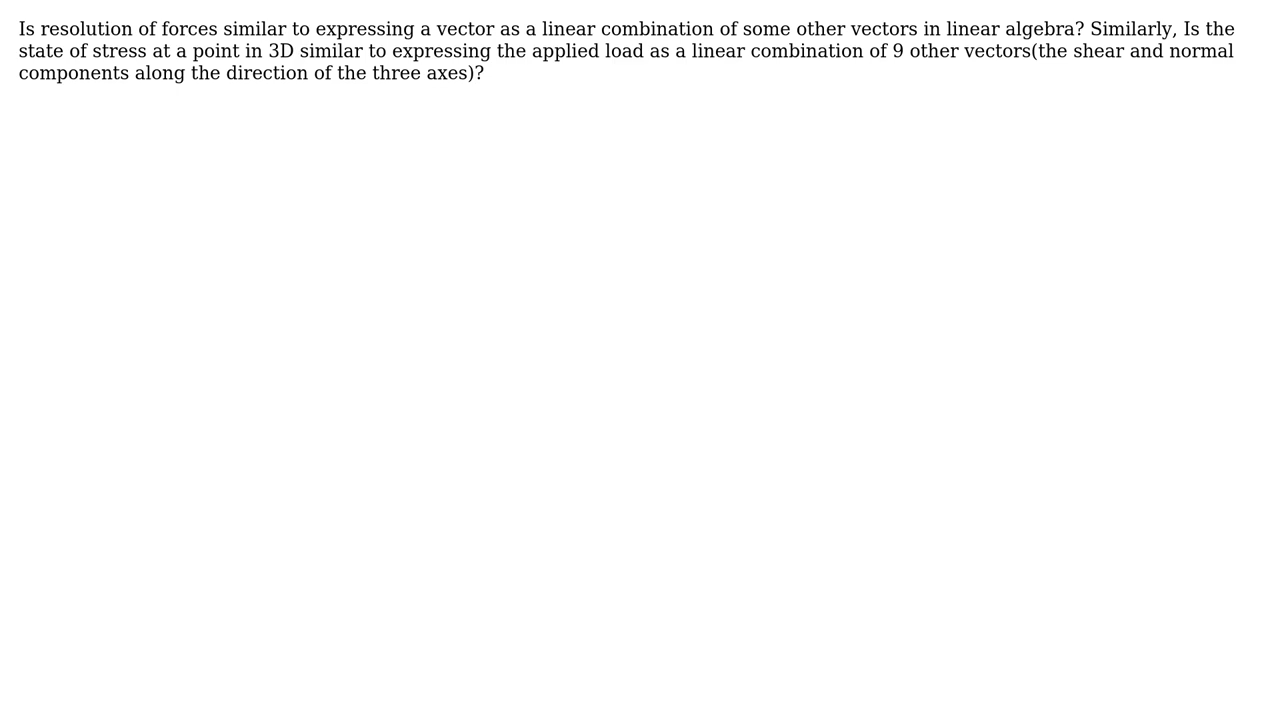 Is resolution of forces similar to expressing a vector as a linear combination of some other vectors in linear algebra? Similarly, Is the
state of stress at a point in 3D similar to expressing the applied load as a linear combination of 9 other vectors(the shear and normal
components along the direction of the three axes)?